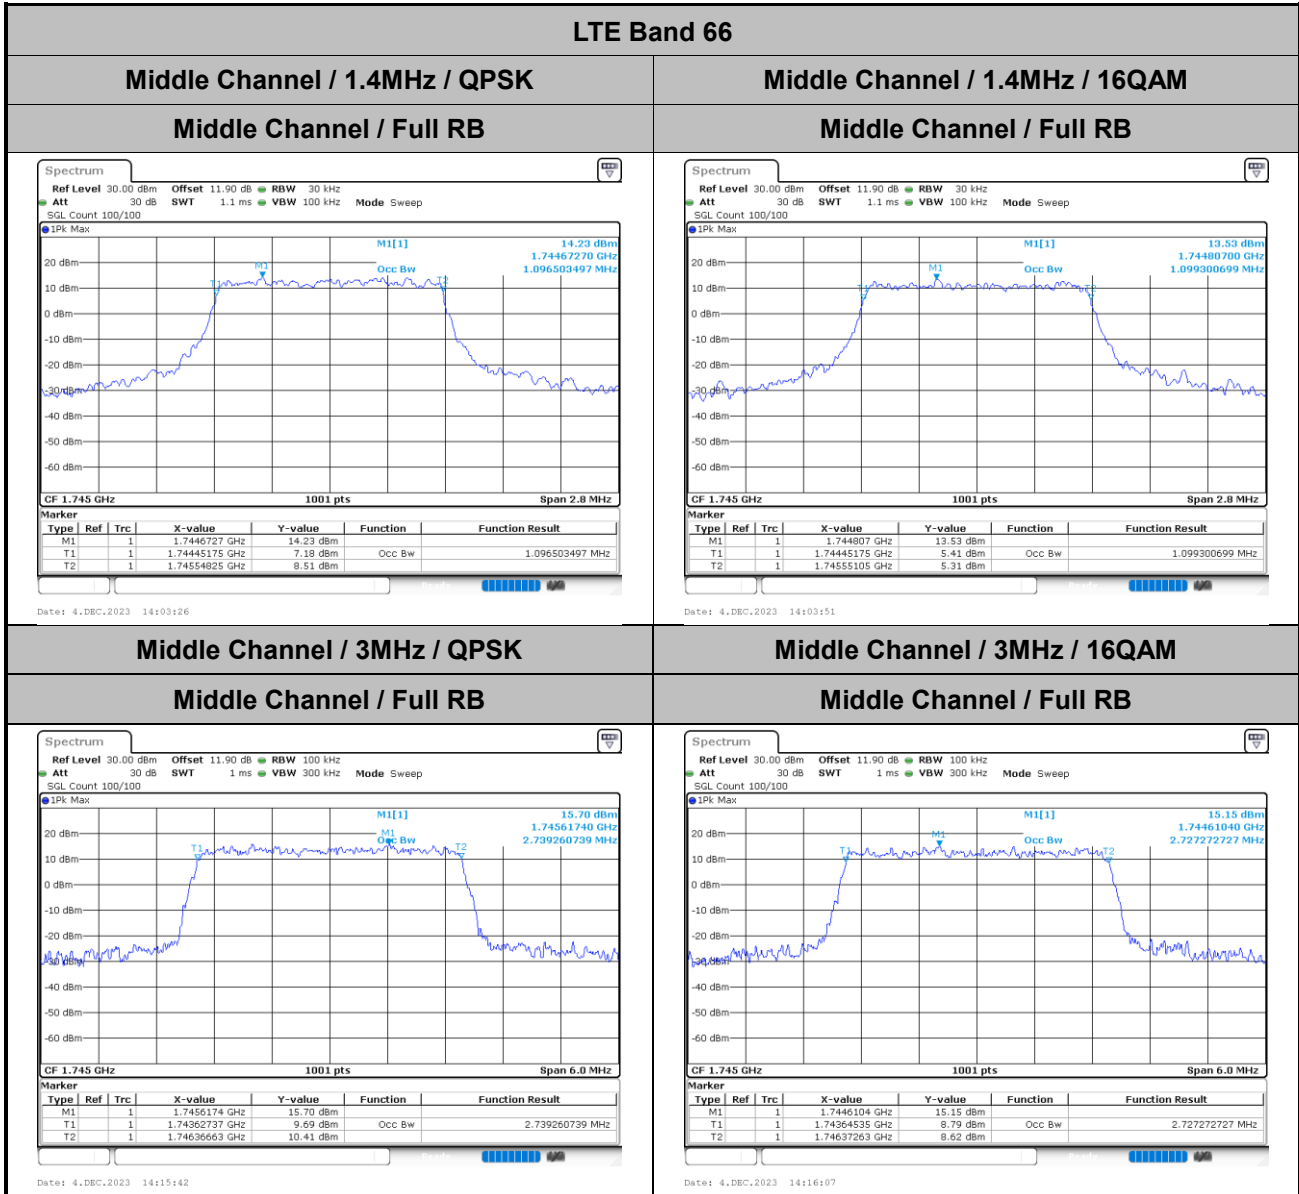 LTE Band 66
Middle Channel / 1.4MHz / QPSK
Middle Channel / 1.4MHz / 16QAM
Middle Channel / Full RB
Middle Channel / Full RB
Spectrum
Ref Level 30.00 dBm Offset 11.90 dB RBW 30 kHz
Att 30 dB SWT 1.1 ms VBW 100 kHz Mode Sweep
SGL Count 100/100
1Pk Max
M1[1] 14.23 dBm
1.74467270 GHz
Occ Bw 1.096503497 MHz
M1
T1
T2
20 dBm
10 dBm
0 dBm
-10 dBm
-20 dBm
-30 dBm
-40 dBm
-50 dBm
-60 dBm
CF 1.745 GHz 1001 pts Span 2.8 MHz
Marker
Type Ref Trc X-value Y-value Function Function Result
M1 1 1.7446727 GHz 14.23 dBm
T1 1 1.74445175 GHz 7.18 dBm Occ Bw 1.096503497 MHz
T2 1 1.74554825 GHz 8.51 dBm
Date: 4.DEC.2023 14:03:26
Spectrum
Ref Level 30.00 dBm Offset 11.90 dB RBW 30 kHz
Att 30 dB SWT 1.1 ms VBW 100 kHz Mode Sweep
SGL Count 100/100
1Pk Max
M1[1] 13.53 dBm
1.74480700 GHz
Occ Bw 1.099300699 MHz
M1
T1
T2
20 dBm
10 dBm
0 dBm
-10 dBm
-20 dBm
-30 dBm
-40 dBm
-50 dBm
-60 dBm
CF 1.745 GHz 1001 pts Span 2.8 MHz
Marker
Type Ref Trc X-value Y-value Function Function Result
M1 1 1.744807 GHz 13.53 dBm
T1 1 1.74445175 GHz 5.41 dBm Occ Bw 1.099300699 MHz
T2 1 1.74555105 GHz 5.31 dBm
Date: 4.DEC.2023 14:03:51
Middle Channel / 3MHz / QPSK
Middle Channel / 3MHz / 16QAM
Middle Channel / Full RB
Middle Channel / Full RB
Spectrum
Ref Level 30.00 dBm Offset 11.90 dB RBW 100 kHz
Att 30 dB SWT 1 ms VBW 300 kHz Mode Sweep
SGL Count 100/100
1Pk Max
M1[1] 15.70 dBm
1.74561740 GHz
Occ Bw 2.739260739 MHz
M1
T1
T2
20 dBm
10 dBm
0 dBm
-10 dBm
-20 dBm
-30 dBm
-40 dBm
-50 dBm
-60 dBm
CF 1.745 GHz 1001 pts Span 6.0 MHz
Marker
Type Ref Trc X-value Y-value Function Function Result
M1 1 1.7456174 GHz 15.70 dBm
T1 1 1.74362737 GHz 9.69 dBm Occ Bw 2.739260739 MHz
T2 1 1.74636663 GHz 10.41 dBm
Date: 4.DEC.2023 14:15:42
Spectrum
Ref Level 30.00 dBm Offset 11.90 dB RBW 100 kHz
Att 30 dB SWT 1 ms VBW 300 kHz Mode Sweep
SGL Count 100/100
1Pk Max
M1[1] 15.15 dBm
1.74461040 GHz
Occ Bw 2.727272727 MHz
M1
T1
T2
20 dBm
10 dBm
0 dBm
-10 dBm
-20 dBm
-30 dBm
-40 dBm
-50 dBm
-60 dBm
CF 1.745 GHz 1001 pts Span 6.0 MHz
Marker
Type Ref Trc X-value Y-value Function Function Result
M1 1 1.7446104 GHz 15.15 dBm
T1 1 1.74364535 GHz 8.79 dBm Occ Bw 2.727272727 MHz
T2 1 1.74637263 GHz 8.62 dBm
Date: 4.DEC.2023 14:16:07